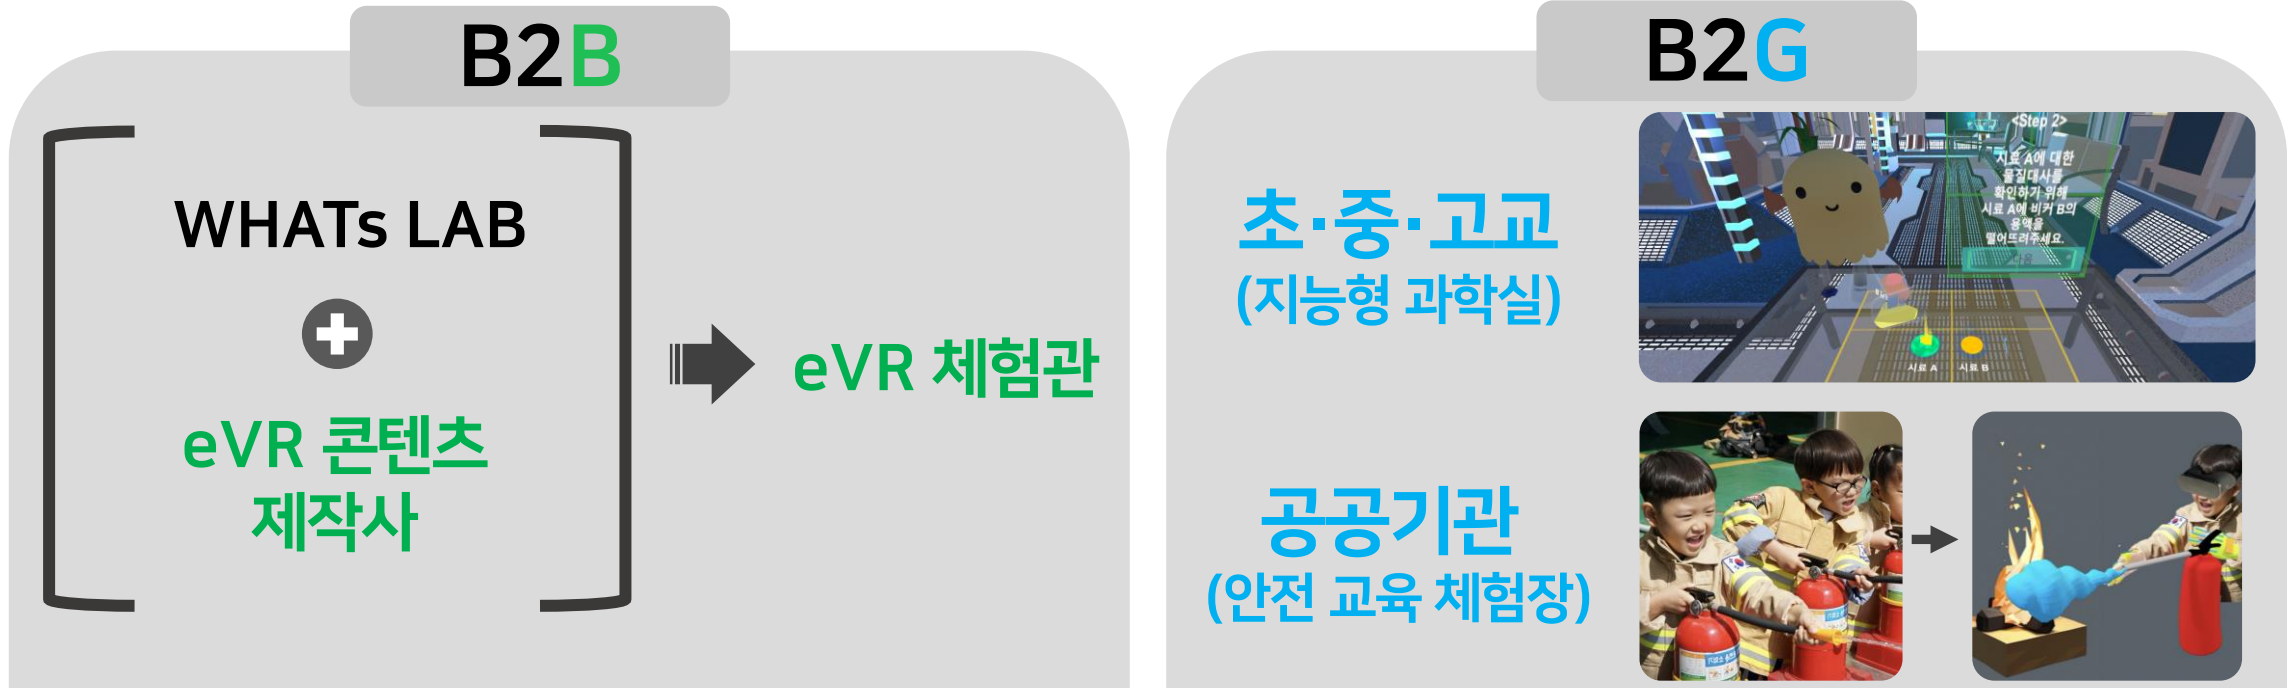 B2B
WHATs LAB
eVR 콘텐츠
제작사
eVR 체험관
B2G
초·중·고교
(지능형 과학실)
<Step 2>
시료 A에 대한
물질대사를
확인하기 위해
시료 A에 비커 B의
용액을
떨어뜨려주세요.
시료 A 시료 B
공공기관
(안전 교육 체험장)